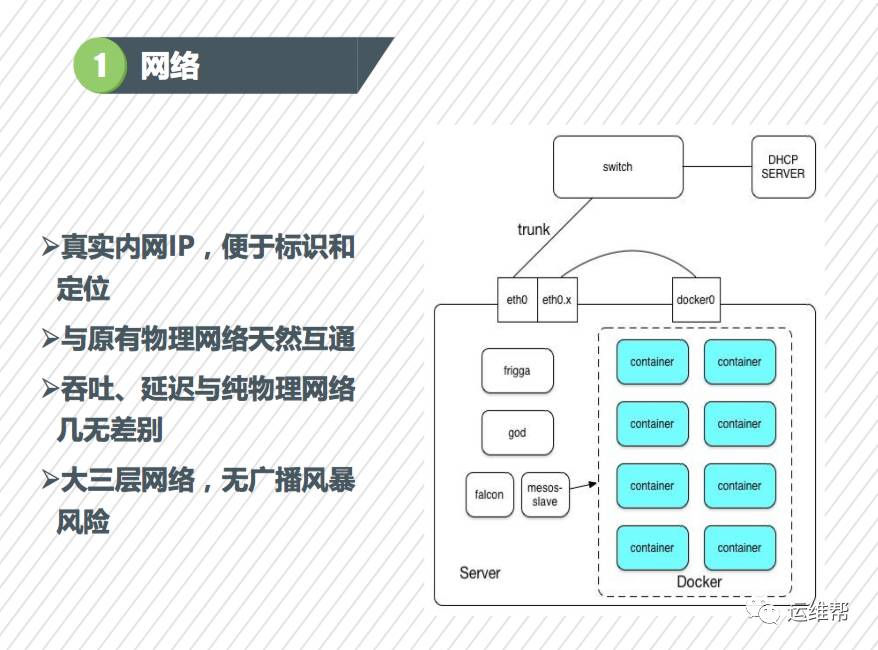 1 网络
➢真实内网IP，便于标识和
定位
➢与原有物理网络天然互通
➢吞吐、延迟与纯物理网络
几无差别
➢大三层网络，无广播风暴
风险
switch
DHCP
SERVER
trunk
eth0
eth0.x
docker0
frigga
container
container
god
container
container
falcon
mesos-
slave
container
container
container
container
Server
Docker
运维帮